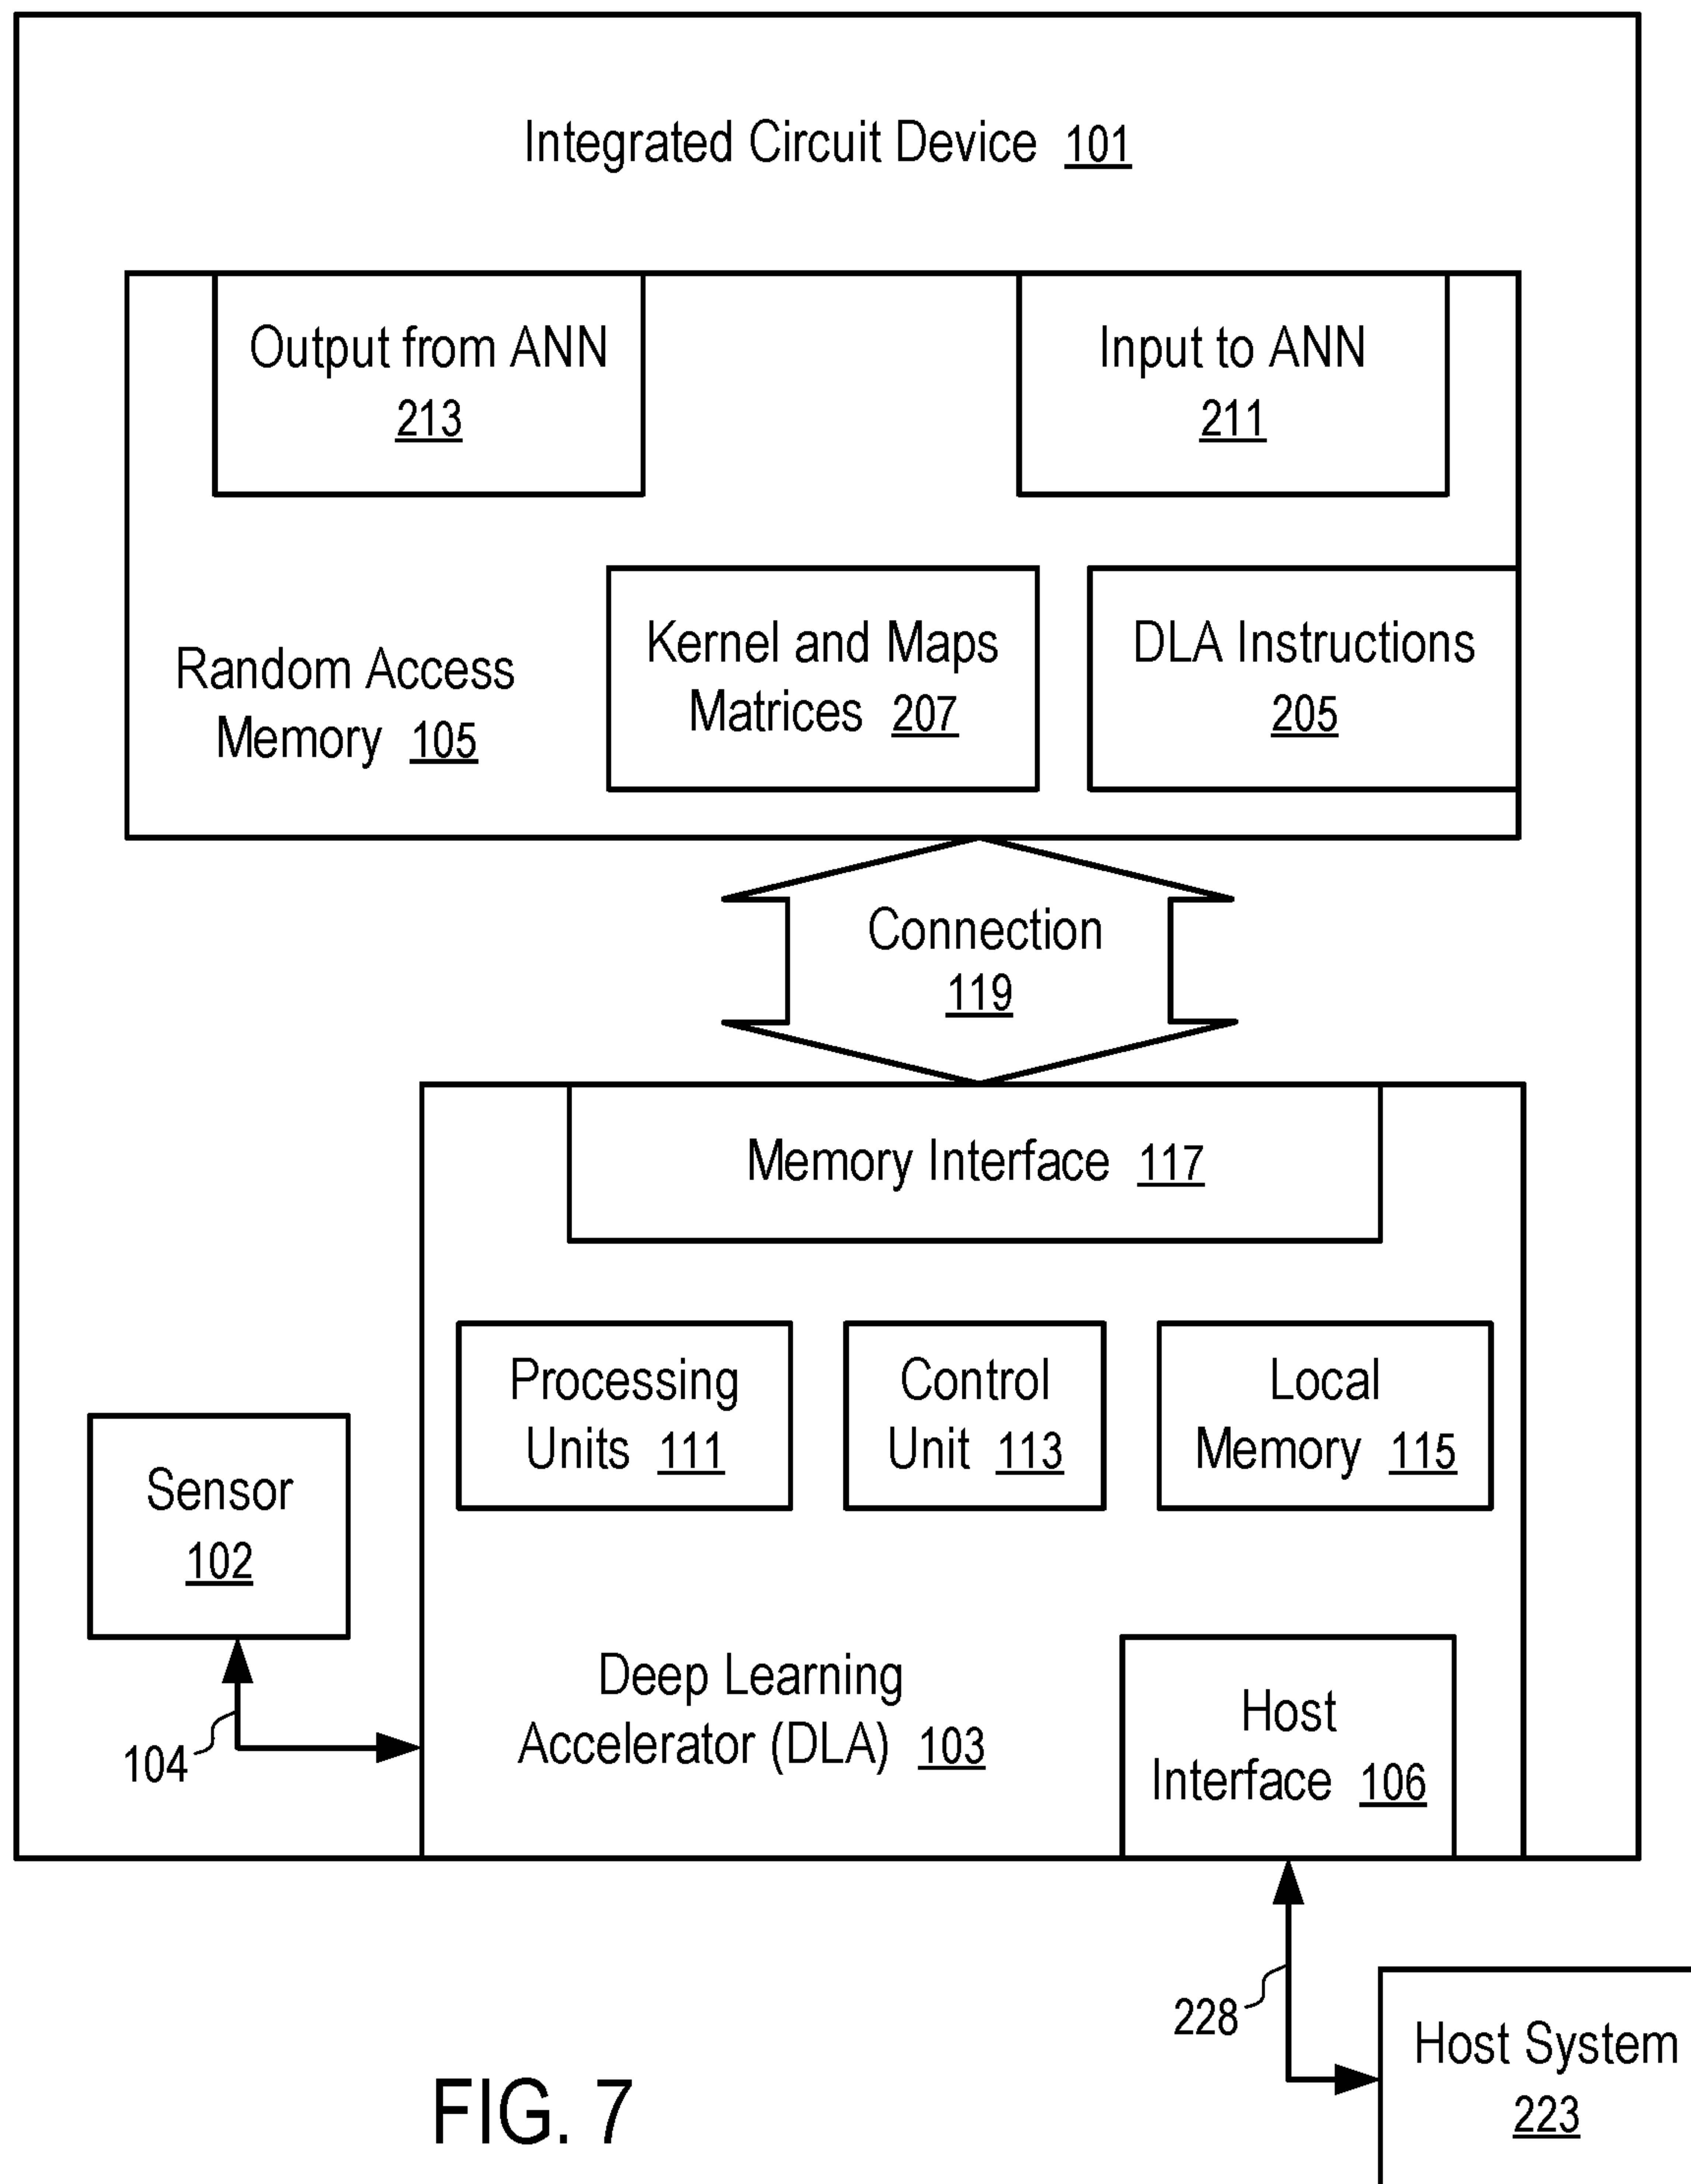 Integrated Circuit Device 101
Output from ANN
213
Input to ANN
211
Random Access
Memory 105
Kernel and Maps
Matrices 207
DLA Instructions
205
Connection
119
Memory Interface 117
Processing
Units 111
Control
Unit 113
Local
Memory 115
Sensor
102
104
Deep Learning
Accelerator (DLA) 103
Host
Interface 106
228
Host System
223
FIG. 7